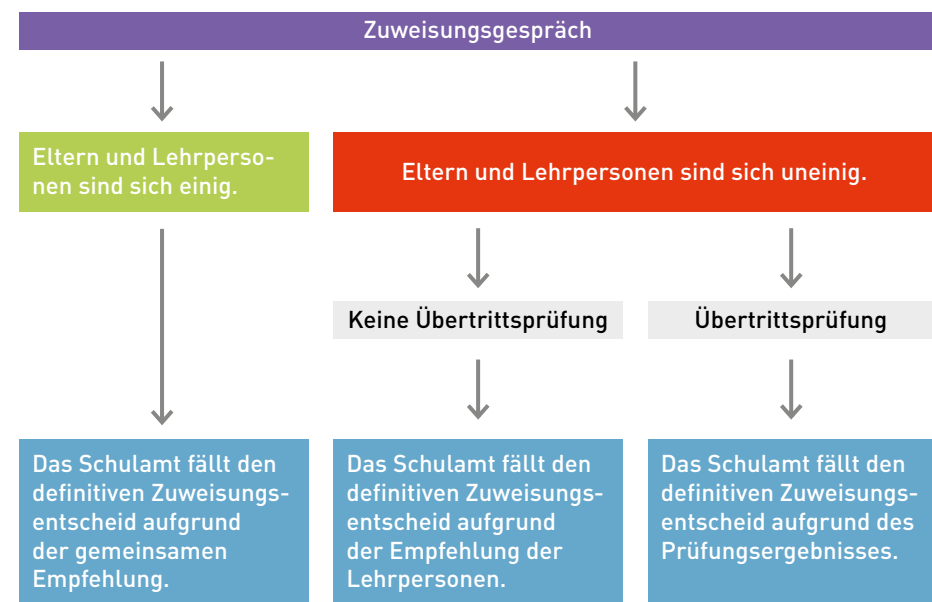 Zuweisungsgespräch
Eltern und Lehrperso-
nen sind sich einig.
Eltern und Lehrpersonen sind sich uneinig.
Keine Übertrittsprüfung
Übertrittsprüfung
Das Schulamt fällt den
definitiven Zuweisungs-
entscheid aufgrund
der gemeinsamen
Empfehlung.
Das Schulamt fällt den
definitiven Zuweisungs-
entscheid aufgrund
der Empfehlung der
Lehrpersonen.
Das Schulamt fällt den
definitiven Zuweisungs-
entscheid aufgrund des
Prüfungsergebnisses.